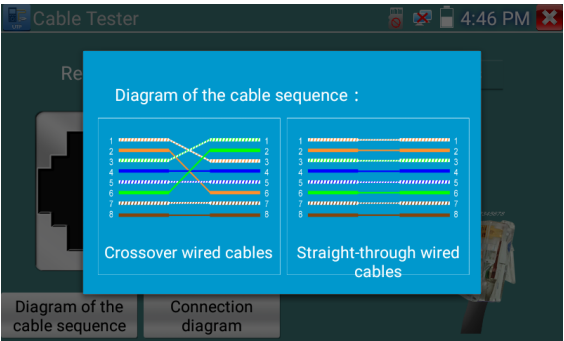 Cable Tester
4:46 PM
Re
Diagram of the cable sequence :
1 1
2 2
3 3
4 4
5 5
6 6
7 7
8 8
Crossover wired cables
1 1
2 2
3 3
4 4
5 5
6 6
7 7
8 8
Straight-through wired
cables
Diagram of the
cable sequence
Connection
diagram